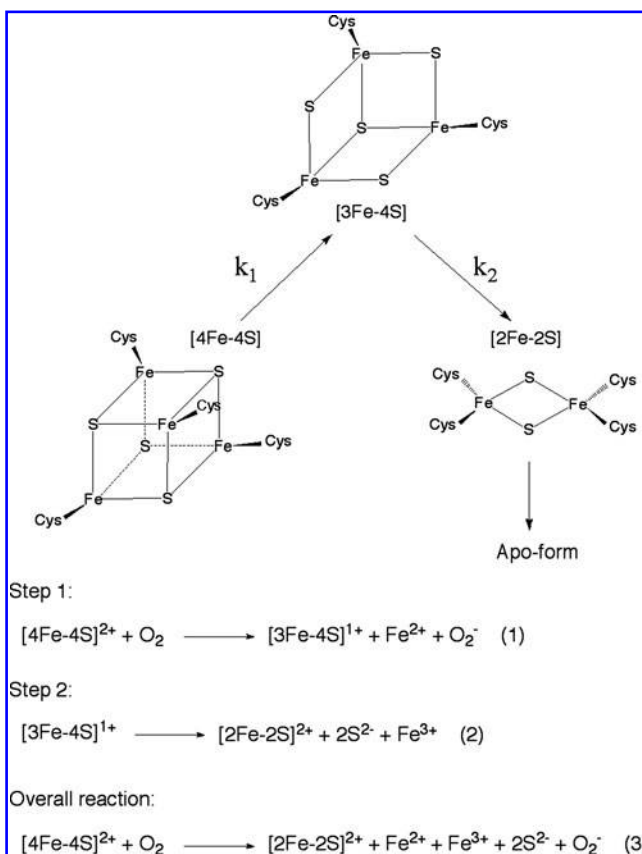 Cys
Fe
S
S
S
Fe
Cys
Fe
S
Cys
[3Fe-4S]
k₁
k₂
[4Fe-4S]
[2Fe-2S]
Cys
Fe
S
Cys
S
Fe
S
Fe
Cys
Fe
S
Cys
Cys
S
Cys
Fe
Fe
Cys
S
Cys
Apo-form
Step 1:
[4Fe-4S]²⁺ + O₂ ⟶ [3Fe-4S]¹⁺ + Fe²⁺ + O₂⁻ (1)
Step 2:
[3Fe-4S]¹⁺ ⟶ [2Fe-2S]²⁺ + 2S²⁻ + Fe³⁺ (2)
Overall reaction:
[4Fe-4S]²⁺ + O₂ ⟶ [2Fe-2S]²⁺ + Fe²⁺ + Fe³⁺ + 2S²⁻ + O₂⁻ (3